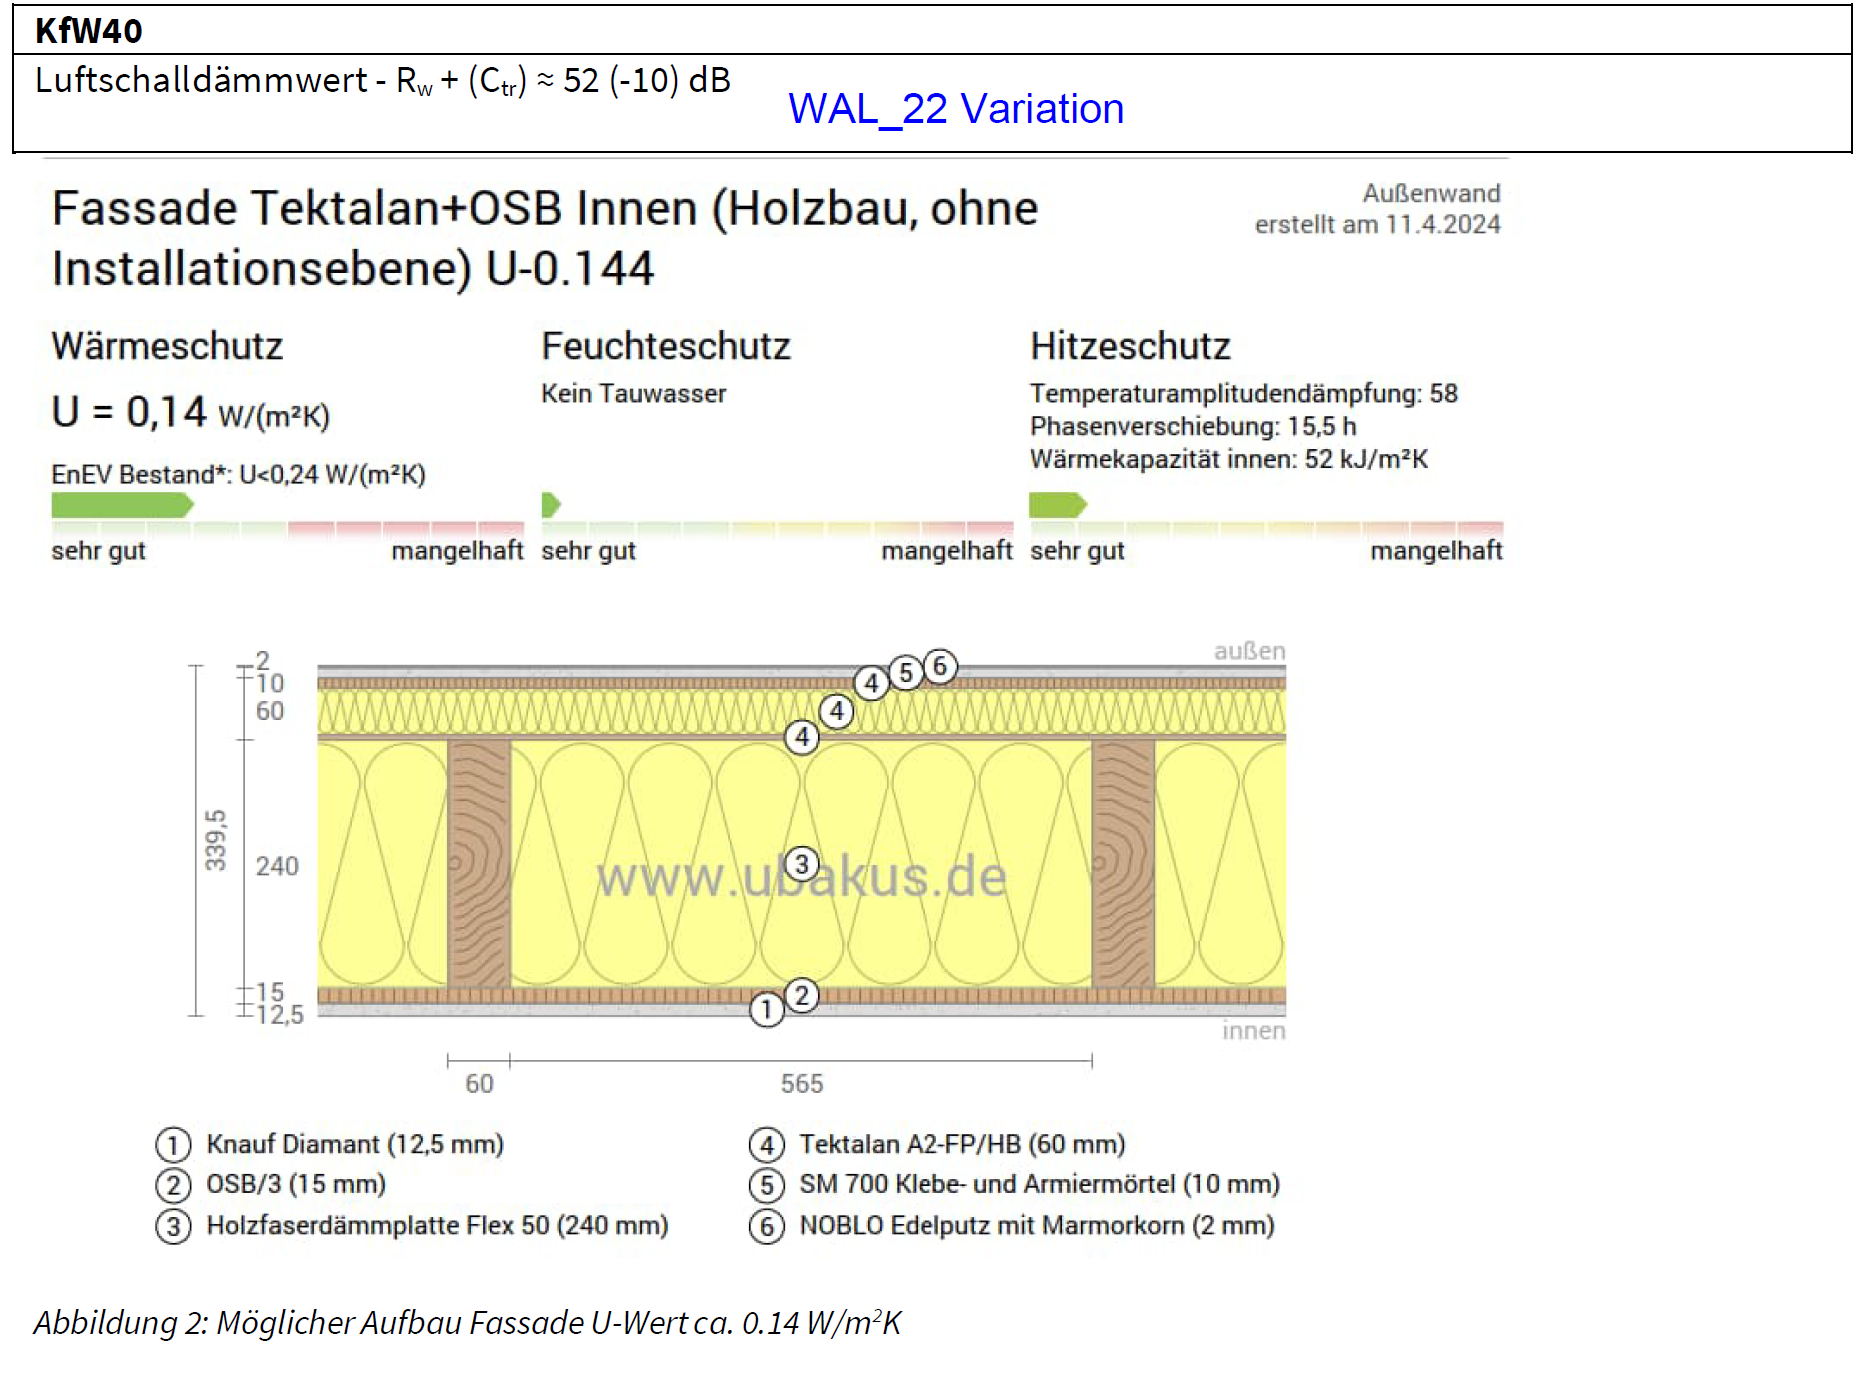 KfW40
Luftschalldämmwert - Rw + (Ctr) ≈ 52 (-10) dB
WAL_22 Variation
Fassade Tektalan+OSB Innen (Holzbau, ohne
Installationsebene) U-0.144
Außenwand
erstellt am 11.4.2024
Wärmeschutz
U = 0,14 W/(m²K)
EnEV Bestand*: U<0,24 W/(m²K)
sehr gut mangelhaft
Feuchteschutz
Kein Tauwasser
sehr gut mangelhaft
Hitzeschutz
Temperaturamplitudendämpfung: 58
Phasenverschiebung: 15,5 h
Wärmekapazität innen: 52 kJ/m²K
sehr gut mangelhaft
außen
2
10
60
339,5
240
15
12,5
6
5
4
4
4
3
www.ubakus.de
2
1
innen
60 565
1 Knauf Diamant (12,5 mm)
2 OSB/3 (15 mm)
3 Holzfaserdämmplatte Flex 50 (240 mm)
4 Tektalan A2-FP/HB (60 mm)
5 SM 700 Klebe- und Armiermörtel (10 mm)
6 NOBLO Edelputz mit Marmorkorn (2 mm)
Abbildung 2: Möglicher Aufbau Fassade U-Wert ca. 0.14 W/m²K